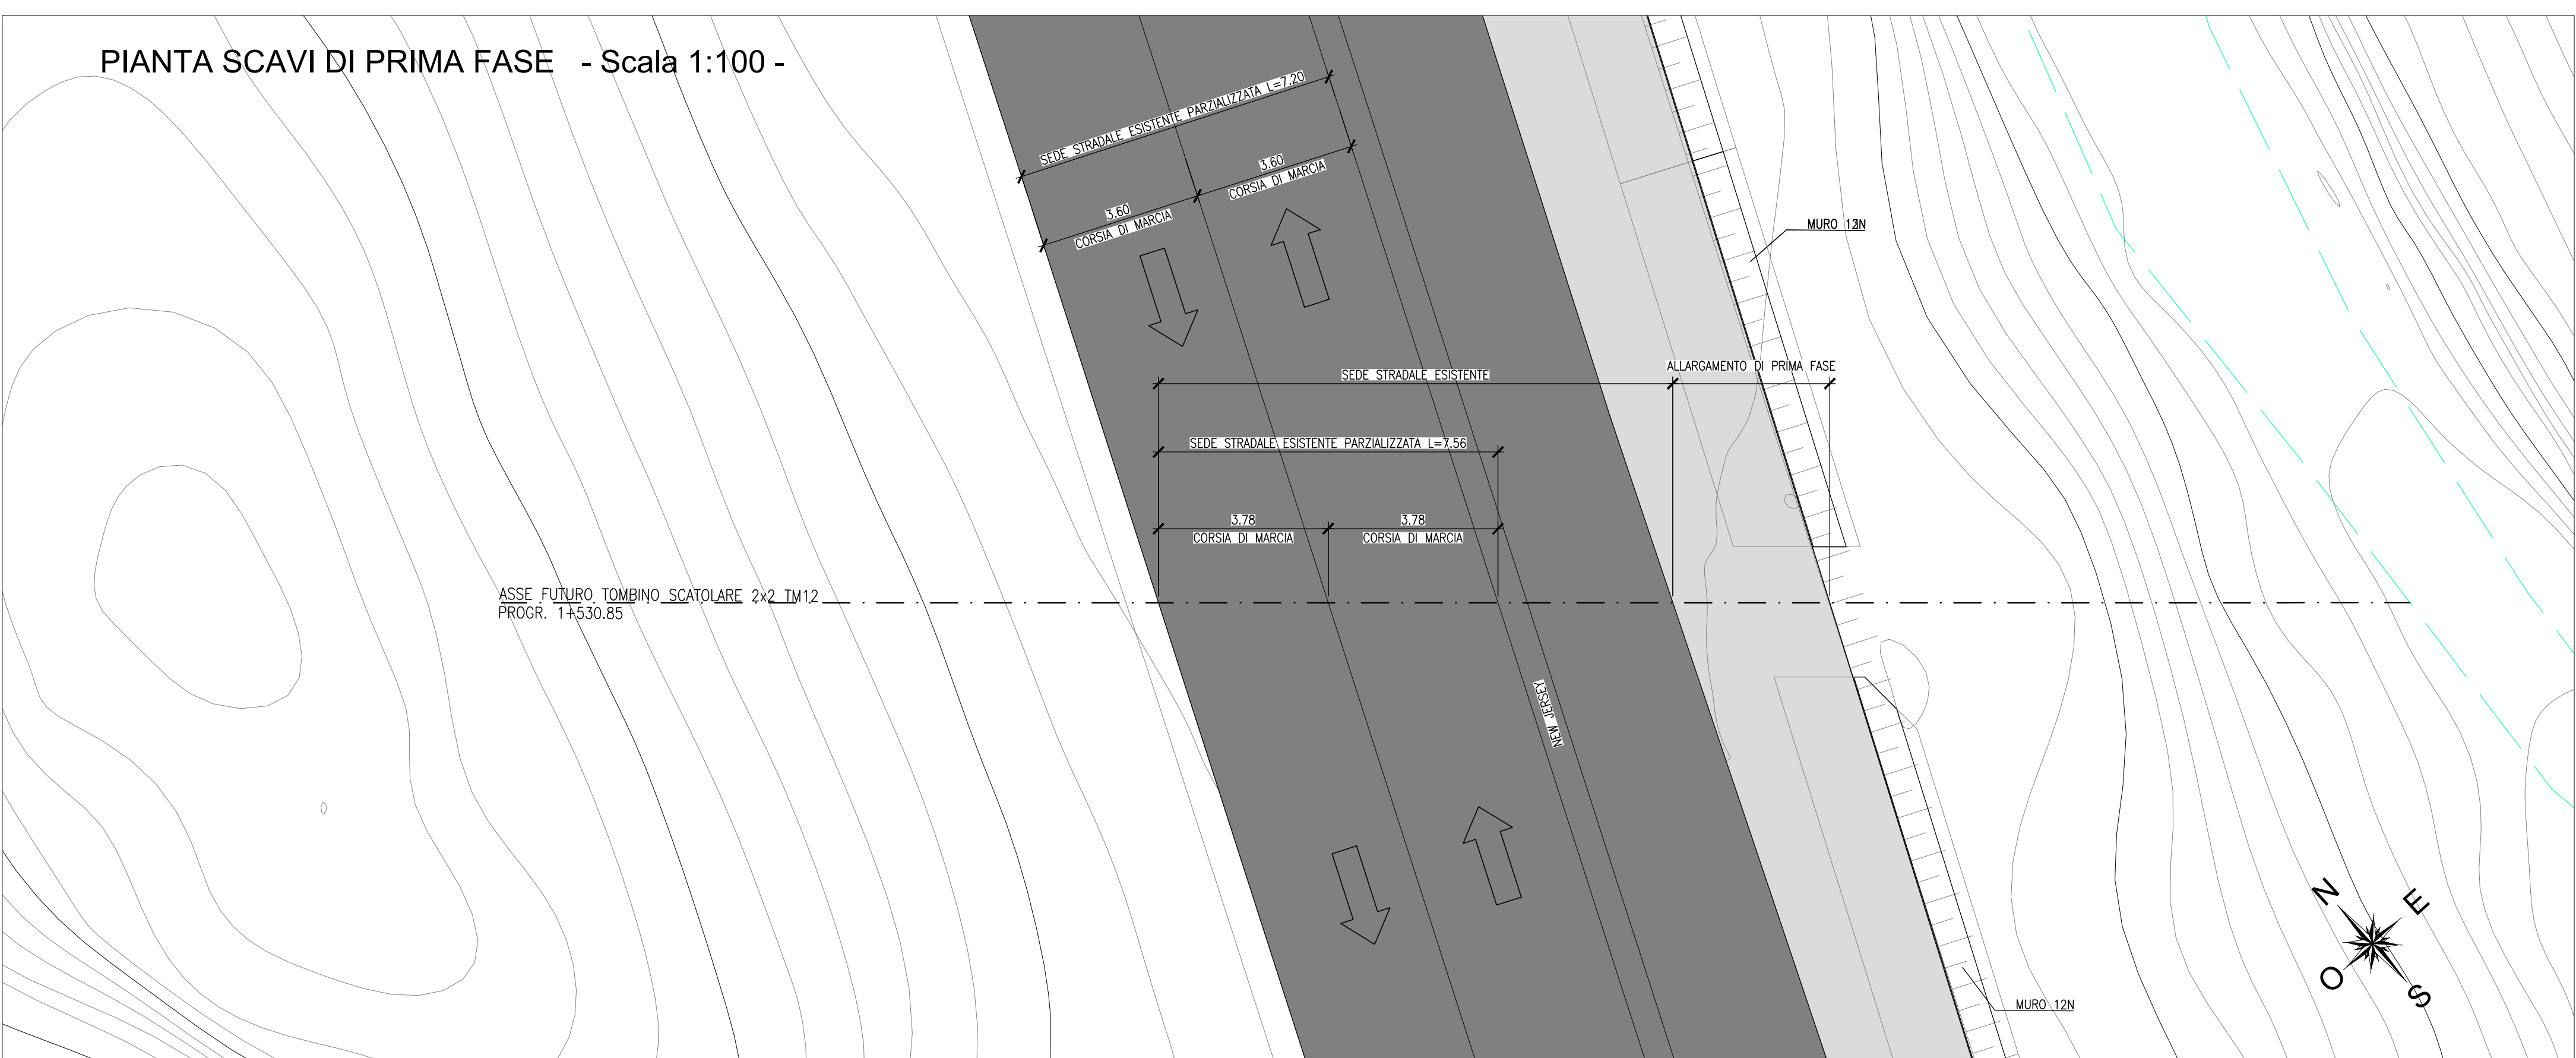 PIANTA SCAVI DI PRIMA FASE - Scala 1:100 -
SEDE STRADALE ESISTENTE PARZIALIZZATA L=7.20
3.60
CORSIA DI MARCIA
3.60
CORSIA DI MARCIA
MURO
ALLARGAMENTO DI PRIMA FASE
SEDE STRADALE ESISTENTE
SEDE STRADALE ESISTENTE PARZIALIZZATA L=7.56
3.78
CORSIA DI MARCIA
3.78
CORSIA DI MARCIA
ASSE FUTURO TOMBINO SCATOLARE 2x2 TM12
PROGR. 1+530.85
NEW JERSEY
N
E
O
S
MURO 12N